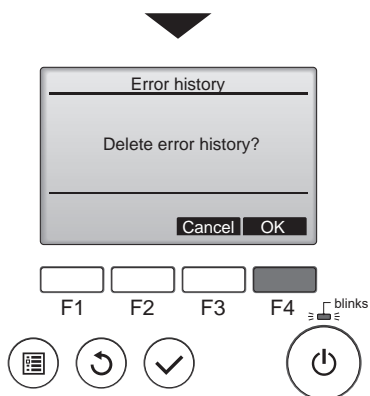 Error history
Delete error history?
Cancel OK
F1 F2 F3 F4 blinks